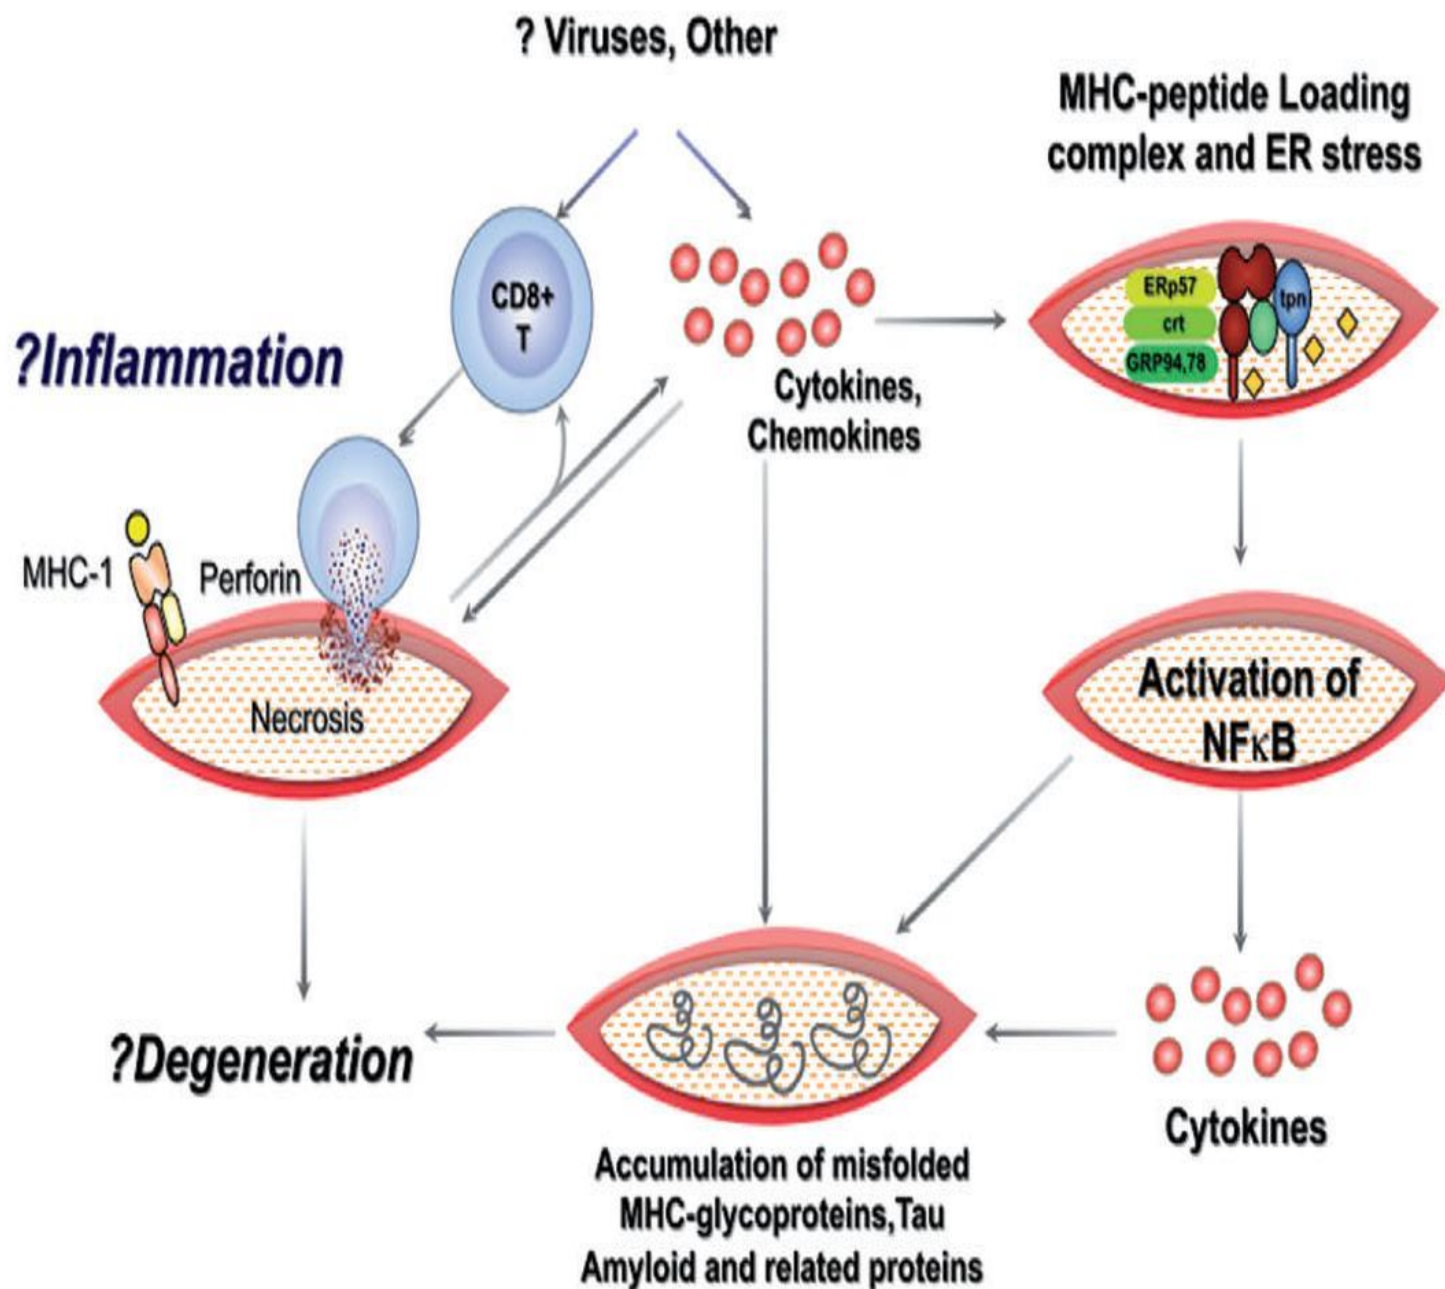 ? Viruses, Other
MHC-peptide Loading
complex and ER stress
CD8+
T
ERp57
crt
GRP94,78
tpn
?Inflammation
Cytokines,
Chemokines
MHC-1
Perforin
Necrosis
Activation of
NFκB
?Degeneration
Cytokines
Accumulation of misfolded
MHC-glycoproteins,Tau
Amyloid and related proteins